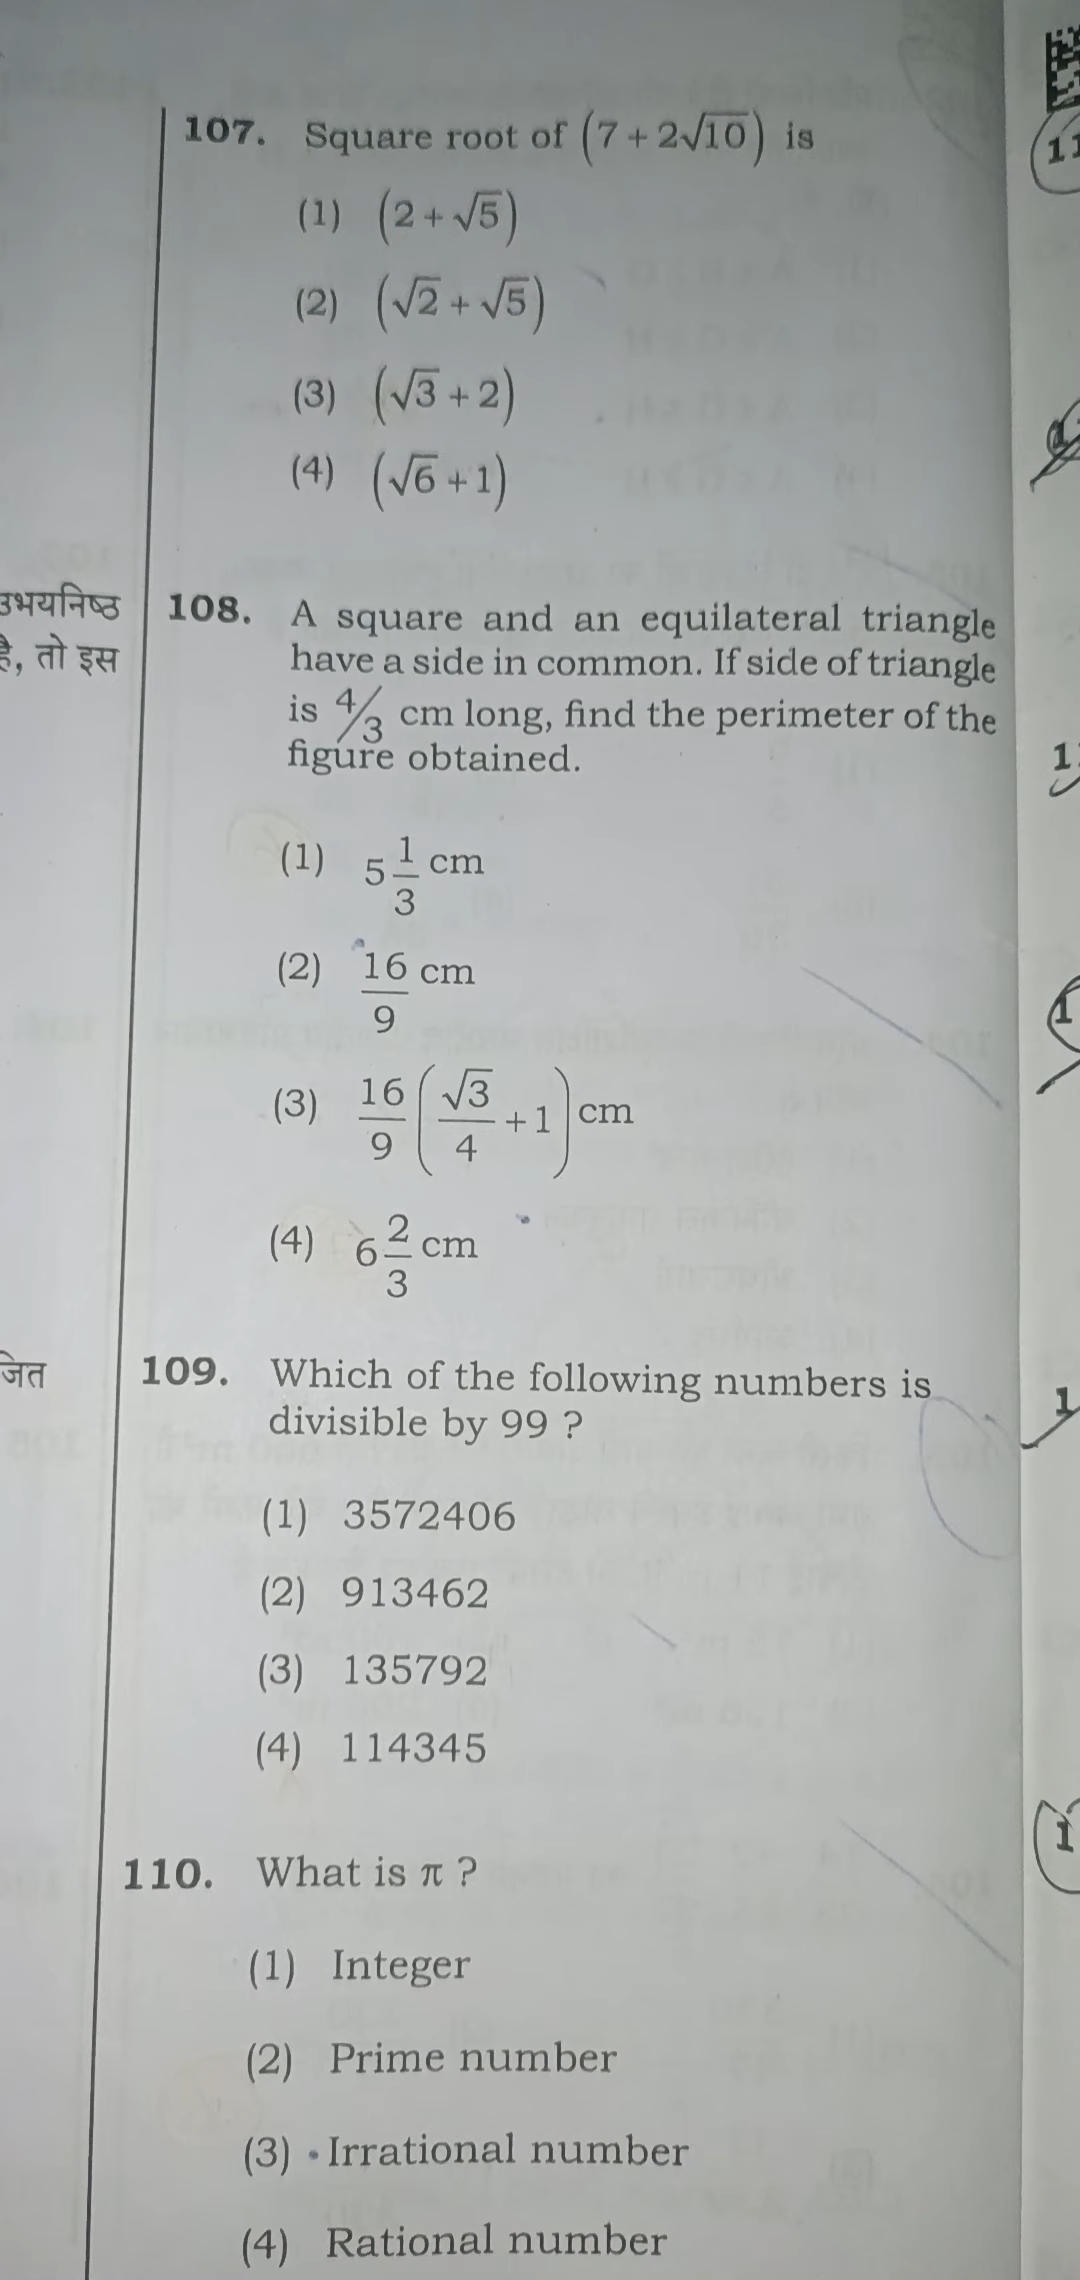 107. Square root of (7 + 2√10) is
(1) (2 + √5)
(2) (√2 + √5)
(3) (√3 + 2)
(4) (√6 + 1)
उभयनिष्ठ
है, तो इस
108. A square and an equilateral triangle
have a side in common. If side of triangle
is 4/3 cm long, find the perimeter of the
figure obtained.
(1) 5 1/3 cm
(2) 16/9 cm
(3) 16/9 (√3/4 + 1) cm
(4) 6 2/3 cm
109. Which of the following numbers is
divisible by 99 ?
(1) 3572406
(2) 913462
(3) 135792
(4) 114345
110. What is π ?
(1) Integer
(2) Prime number
(3) Irrational number
(4) Rational number